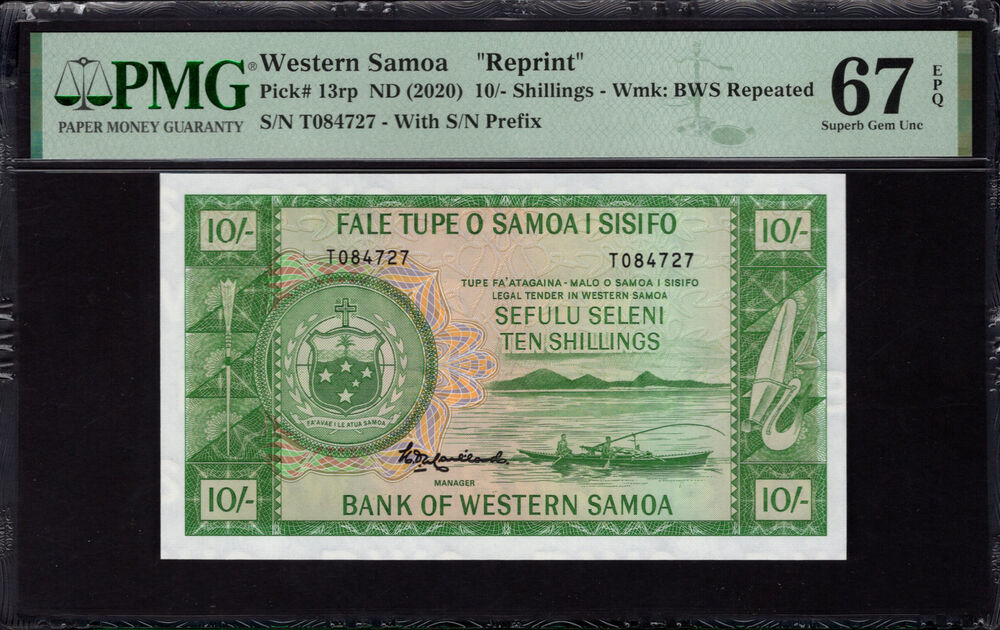 PMG®
PAPER MONEY GUARANTY
Western Samoa "Reprint"
Pick# 13rp ND (2020) 10/- Shillings - Wmk: BWS Repeated
S/N T084727 - With S/N Prefix
67 EPQ
Superb Gem Unc
10/-
FALE TUPE O SAMOA I SISIFO
10/-
T084727
T084727
TUPE FA'ATAGAINA - MALO O SAMOA I SISIFO
LEGAL TENDER IN WESTERN SAMOA
SEFULU SELENI
TEN SHILLINGS
FA'AVAE I LE ATUA SAMOA
MANAGER
10/-
BANK OF WESTERN SAMOA
10/-